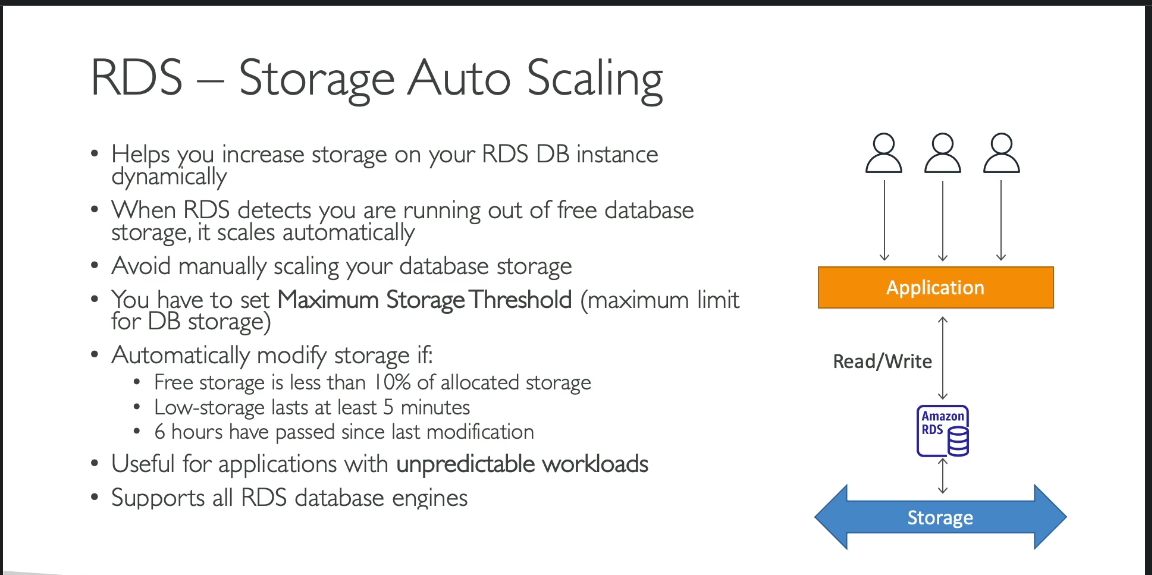 RDS – Storage Auto Scaling
• Helps you increase storage on your RDS DB instance
dynamically
• When RDS detects you are running out of free database
storage, it scales automatically
• Avoid manually scaling your database storage
• You have to set Maximum Storage Threshold (maximum limit
for DB storage)
• Automatically modify storage if:
• Free storage is less than 10% of allocated storage
• Low-storage lasts at least 5 minutes
• 6 hours have passed since last modification
• Useful for applications with unpredictable workloads
• Supports all RDS database engines
Application
Read/Write
Amazon
RDS
Storage